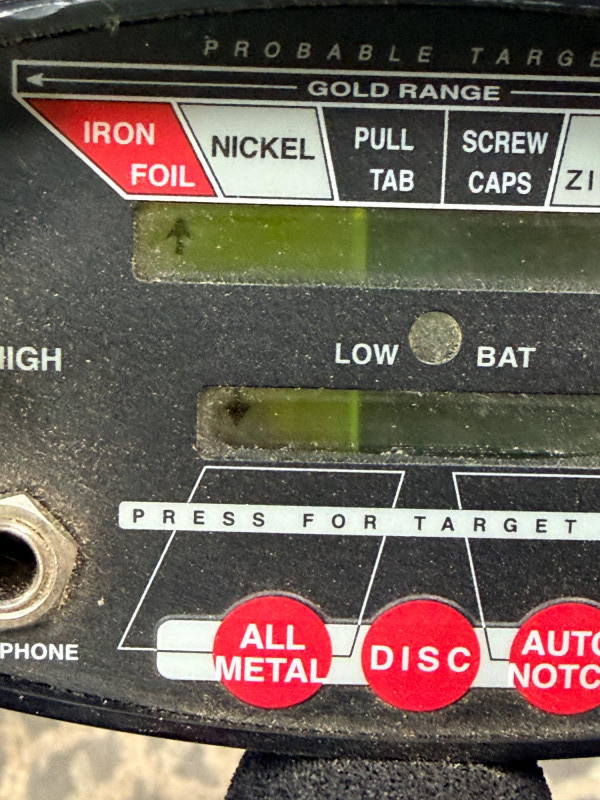 PROBABLE TARGE
GOLD RANGE
IRON FOIL
NICKEL
PULL TAB
SCREW CAPS
ZI
HIGH
LOW BAT
PRESS FOR TARGET
PHONE
ALL METAL
DISC
AUTO NOTC